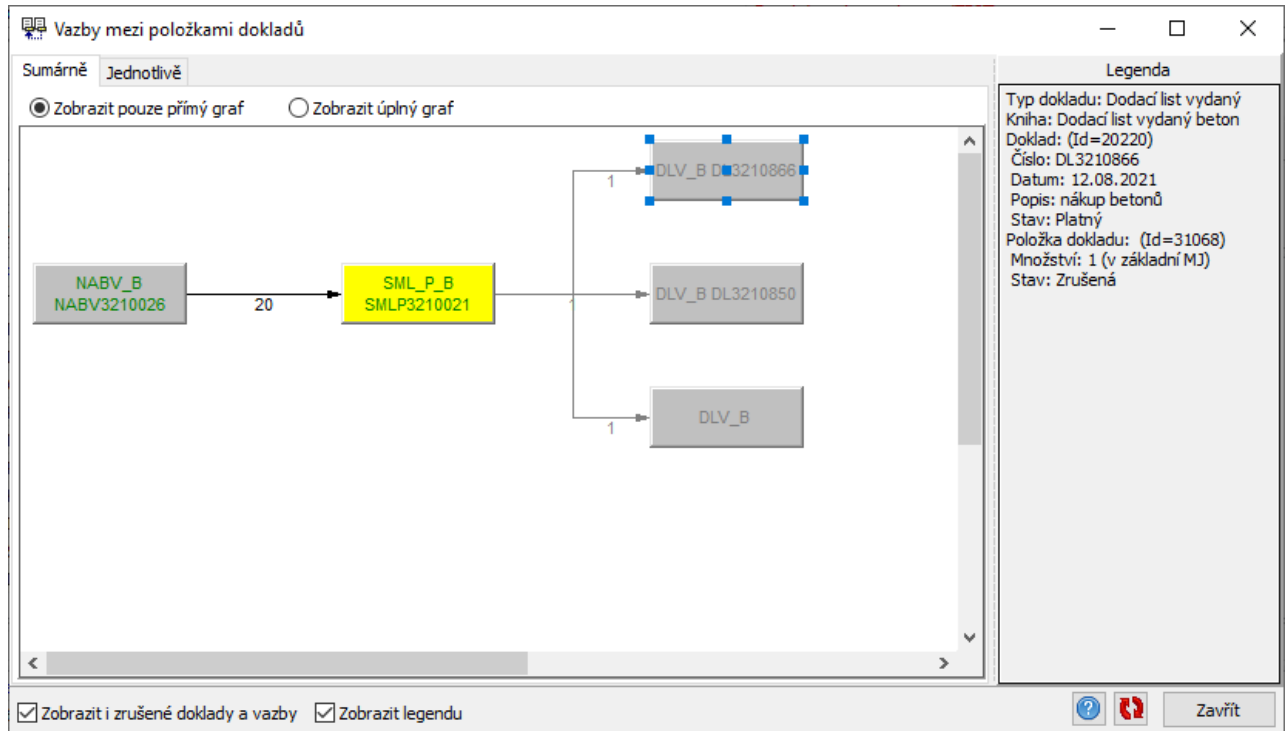 Vazby mezi položkami dokladů
Sumárně Jednotlivě
Zobrazit pouze přímý graf Zobrazit úplný graf
NABV_B
NABV3210026
20
SML_P_B
SMLP3210021
1
DLV_B DL3210866
1
DLV_B DL3210850
1
DLV_B
Legenda
Typ dokladu: Dodací list vydaný
Kniha: Dodací list vydaný beton
Doklad: (Id=20220)
Číslo: DL3210866
Datum: 12.08.2021
Popis: nákup betonů
Stav: Platný
Položka dokladu: (Id=31068)
Množství: 1 (v základní MJ)
Stav: Zrušená
Zobrazit i zrušené doklady a vazby Zobrazit legendu
Zavřít